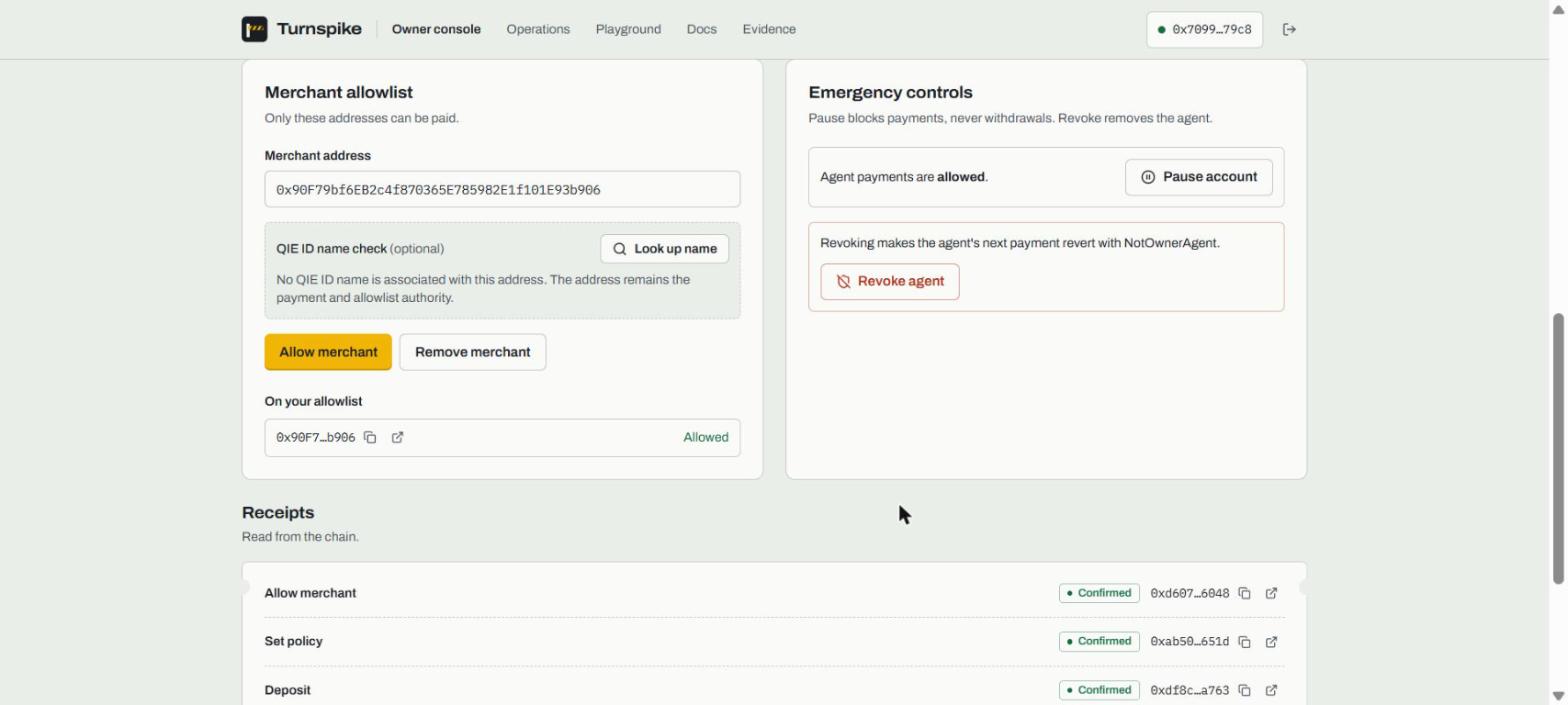 Turnspike
Owner console
Operations
Playground
Docs
Evidence
0x7099…79c8
Merchant allowlist
Only these addresses can be paid.
Merchant address
0x90F79bf6EB2c4f870365E785982E1f101E93b906
QIE ID name check (optional)
Look up name
No QIE ID name is associated with this address. The address remains the
payment and allowlist authority.
Allow merchant
Remove merchant
On your allowlist
0x90F7…b906
Allowed
Emergency controls
Pause blocks payments, never withdrawals. Revoke removes the agent.
Agent payments are allowed.
Pause account
Revoking makes the agent's next payment revert with NotOwnerAgent.
Revoke agent
Receipts
Read from the chain.
Allow merchant
Confirmed
0xd607…6048
Set policy
Confirmed
0xab50…651d
Deposit
Confirmed
0xdf8c…a763